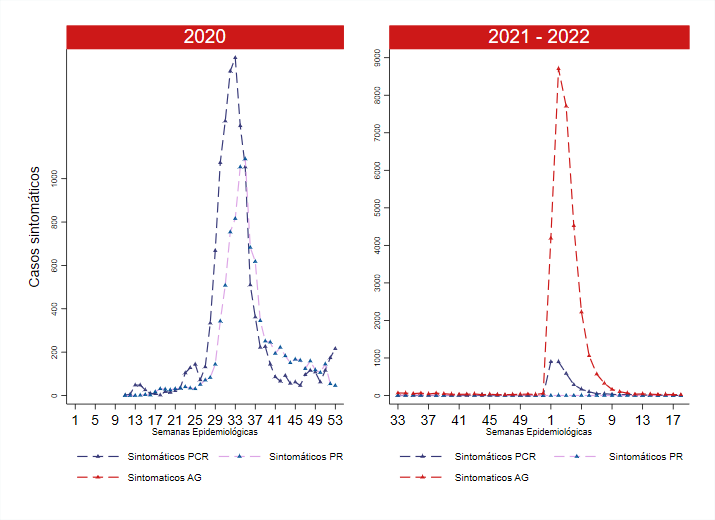 2020
2021 - 2022
Casos sintomáticos
1000
800
600
400
200
0
1 5 9 13 17 21 25 29 33 37 41 45 49 53
Semanas Epidemiológicas
Sintomáticos PCR
Sintomáticos PR
Sintomaticos AG
9000
8000
7000
6000
5000
4000
3000
2000
1000
0
33 37 41 45 49 1 5 9 13 17
Semanas Epidemiológicas
Sintomáticos PCR
Sintomáticos PR
Sintomaticos AG